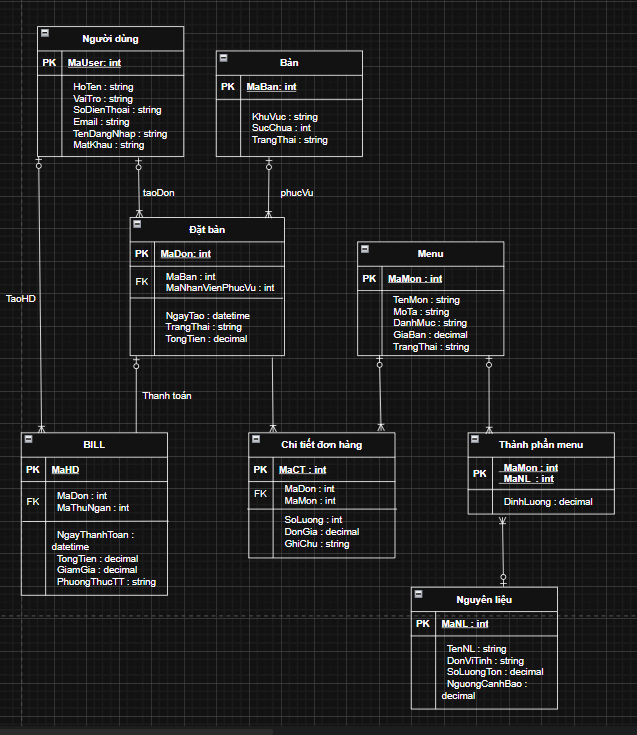 Người dùng
PK MaUser: int
HoTen : string
VaiTro : string
SoDienThoai : string
Email : string
TenDangNhap : string
MatKhau : string
Bàn
PK MaBan: int
KhuVuc : string
SucChua : int
TrangThai : string
taoDon
phucVu
Đặt bàn
PK MaDon: int
FK MaBan : int
MaNhanVienPhucVu : int
NgayTao : datetime
TrangThai : string
TongTien : decimal
Menu
PK MaMon : int
TenMon : string
MoTa : string
DanhMuc : string
GiaBan : decimal
TrangThai : string
TaoHD
Thanh toán
BILL
PK MaHD
FK MaDon : int
MaThuNgan : int
NgayThanhToan :
datetime
TongTien : decimal
GiamGia : decimal
PhuongThucTT : string
Chi tiết đơn hàng
PK MaCT : int
FK MaDon : int
MaMon : int
SoLuong : int
DonGia : decimal
GhiChu : string
Thành phần menu
PK MaMon : int
MaNL : int
DinhLuong : decimal
Nguyên liệu
PK MaNL : int
TenNL : string
DonViTinh : string
SoLuongTon : decimal
NguongCanhBao :
decimal